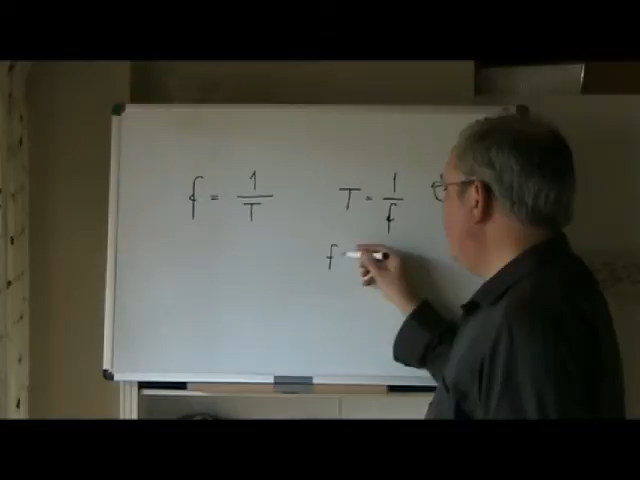 f = 1/T
T = 1/f
f